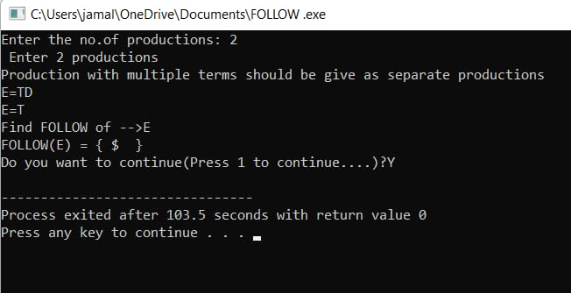 C:\Users\jamal\OneDrive\Documents\FOLLOW .exe
Enter the no.of productions: 2
 Enter 2 productions
Production with multiple terms should be give as separate productions
E=TD
E=T
Find FOLLOW of -->E
FOLLOW(E) = { $  }
Do you want to continue(Press 1 to continue....)?Y
--------------------------------
Process exited after 103.5 seconds with return value 0
Press any key to continue . . .